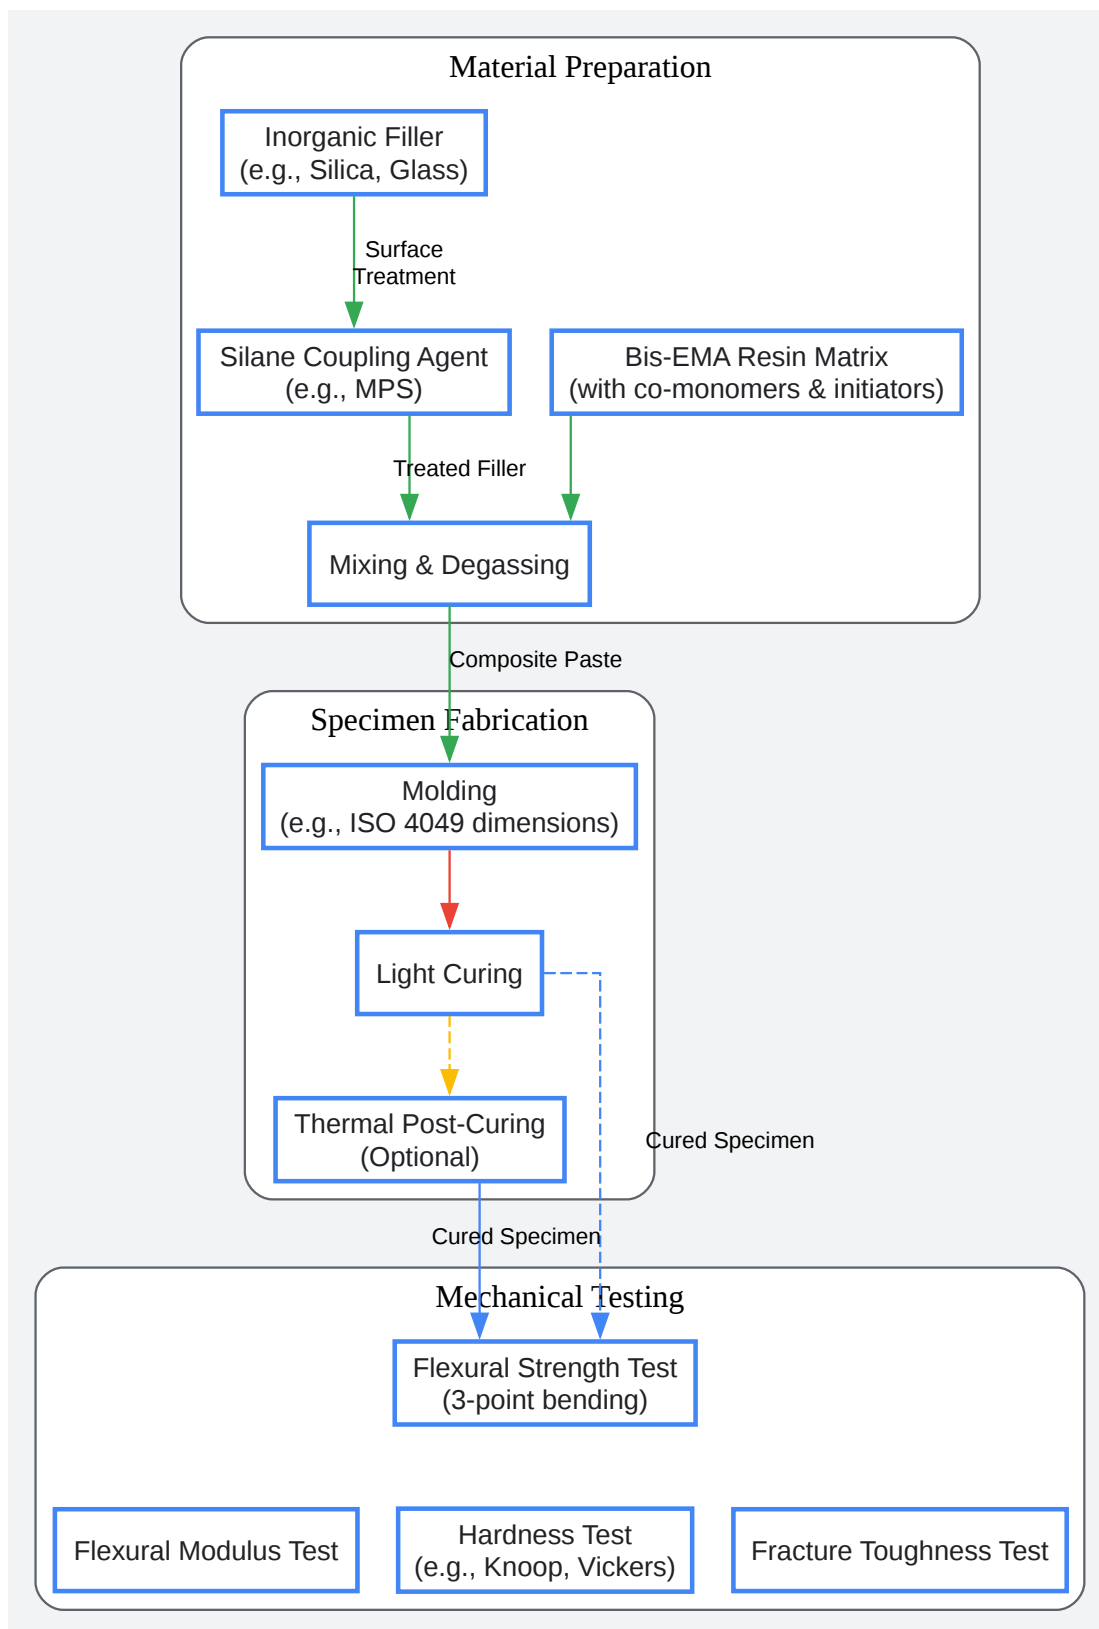 Material Preparation
Inorganic Filler
(e.g., Silica, Glass)
Surface
Treatment
Silane Coupling Agent
(e.g., MPS)
Bis-EMA Resin Matrix
(with co-monomers & initiators)
Treated Filler
Mixing & Degassing
Composite Paste
Specimen Fabrication
Molding
(e.g., ISO 4049 dimensions)
Light Curing
Thermal Post-Curing
(Optional)
Cured Specimen
Cured Specimen
Mechanical Testing
Flexural Strength Test
(3-point bending)
Flexural Modulus Test
Hardness Test
(e.g., Knoop, Vickers)
Fracture Toughness Test